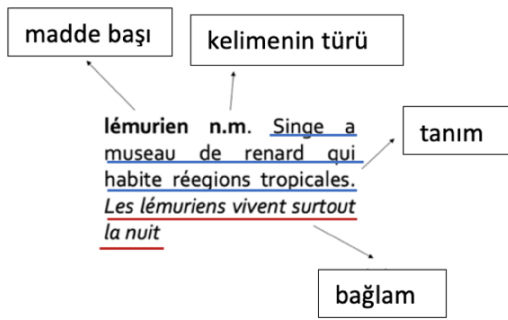 madde başı
kelimenin türü
lémurien n.m. Singe a
museau de renard qui
habite réegions tropicales.
Les lémuriens vivent surtout
la nuit
tanım
bağlam